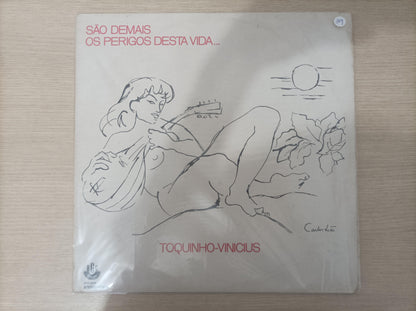 SÃO DEMAIS
OS PERIGOS DESTA VIDA...
TOQUINHO-VINICIUS